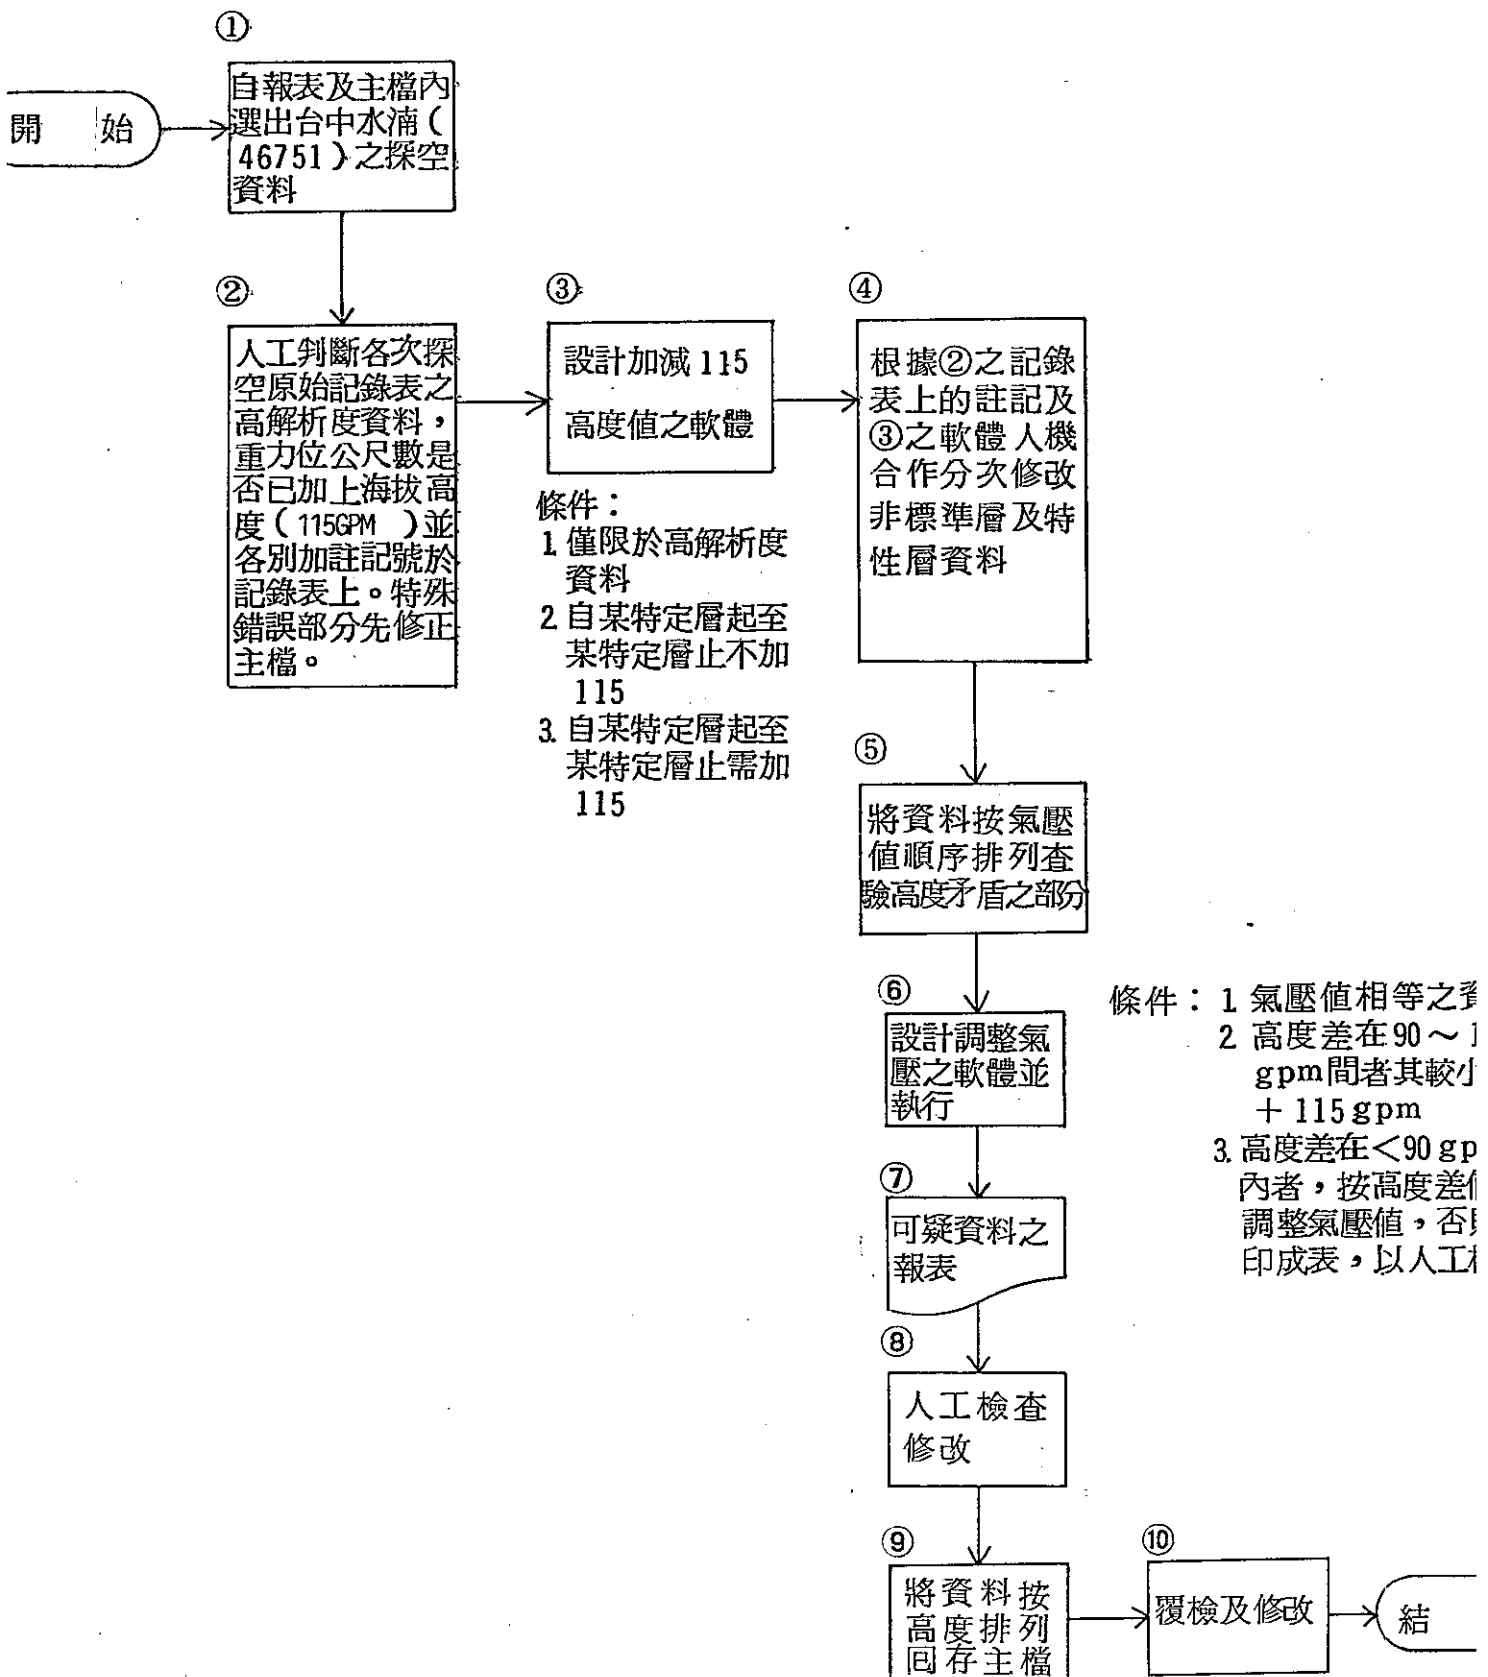 ①
開 始
自報表及主檔內
選出台中水湳(
46751)之探空
資料
②
人工判斷各次探
空原始記錄表之
高解析度資料,
重力位公尺數是
否已加上海拔高
度(115GPM )並
各別加註記號於
記錄表上。特殊
錯誤部分先修正
主檔。
③
設計加減 115
高度值之軟體
條件:
1 僅限於高解析度
資料
2 自某特定層起至
某特定層止不加
115
3. 自某特定層起至
某特定層止需加
115
④
根據②之記錄
表上的註記及
③之軟體人機
合作分次修改
非標準層及特
性層資料
⑤
將資料按氣壓
值順序排列查
驗高度矛盾之部分
⑥
設計調整氣
壓之軟體並
執行
條件: 1 氣壓值相等之
2 高度差在 90 ~
gpm間者其較小
+ 115 gpm
3. 高度差在<90 gp
內者,按高度差
調整氣壓值,否
印成表,以人工
⑦
可疑資料之
報表
⑧
人工檢查
修改
⑨
將資料按
高度排列
回存主檔
⑩
覆檢及修改
結